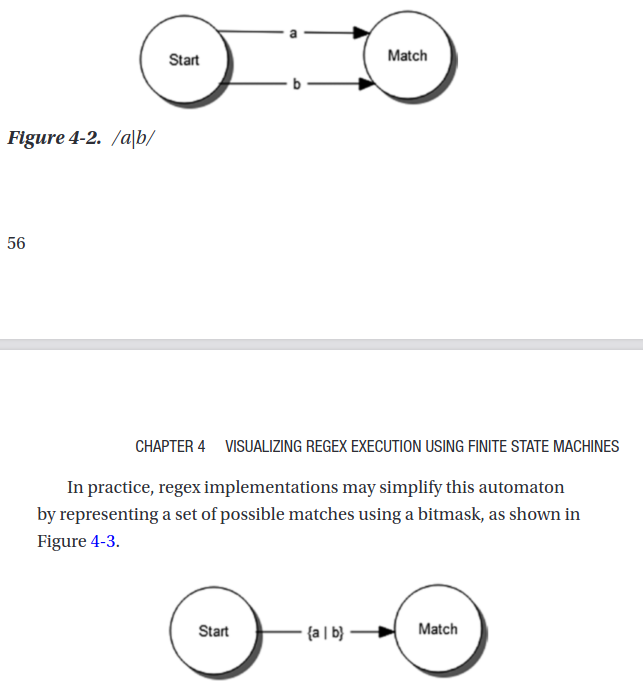 Start
a
Match
b
Figure 4-2. /a|b/
56
CHAPTER 4 VISUALIZING REGEX EXECUTION USING FINITE STATE MACHINES
In practice, regex implementations may simplify this automaton
by representing a set of possible matches using a bitmask, as shown in
Figure 4-3.
Start
{a | b}
Match